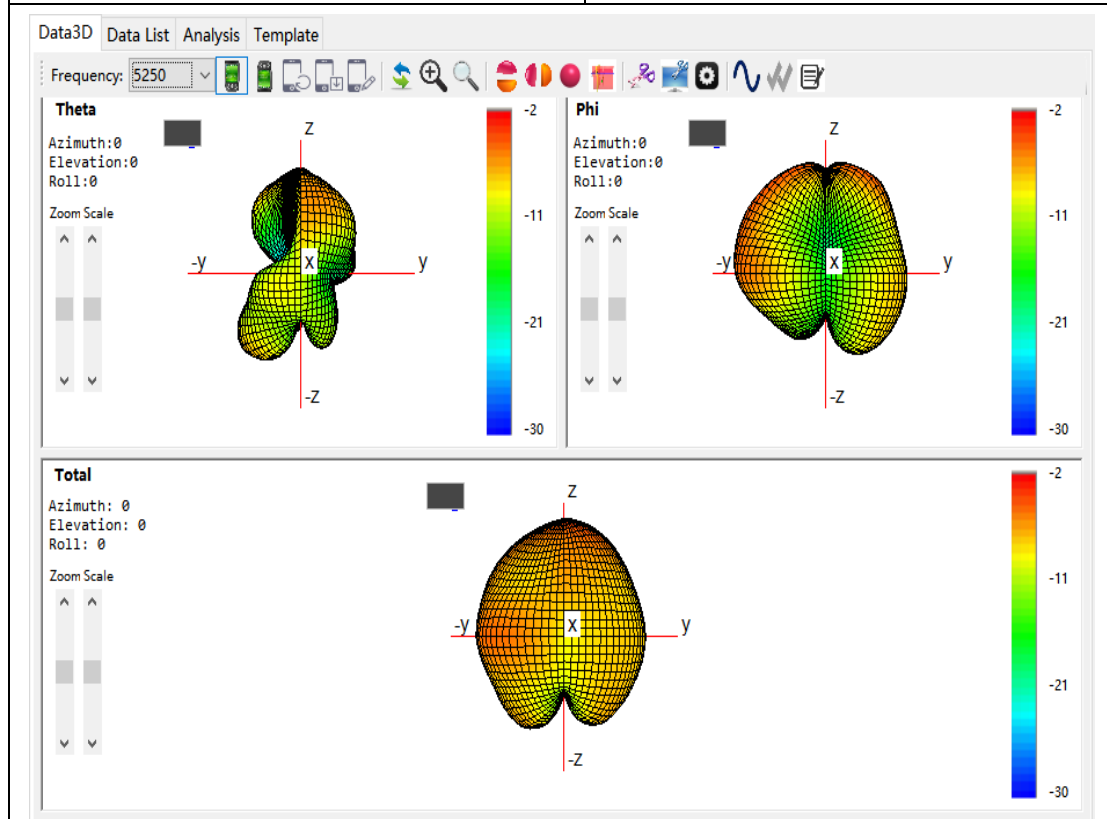 Data3D Data List Analysis Template
Frequency: 5250
Theta
Azimuth:0
Elevation:0
Roll:0
Zoom Scale
Z
-y
X
y
-Z
-2
-11
-21
-30
Phi
Azimuth:0
Elevation:0
Roll:0
Zoom Scale
Z
-y
X
y
-Z
-2
-11
-21
-30
Total
Azimuth: 0
Elevation: 0
Roll: 0
Zoom Scale
Z
-y
X
y
-Z
-2
-11
-21
-30